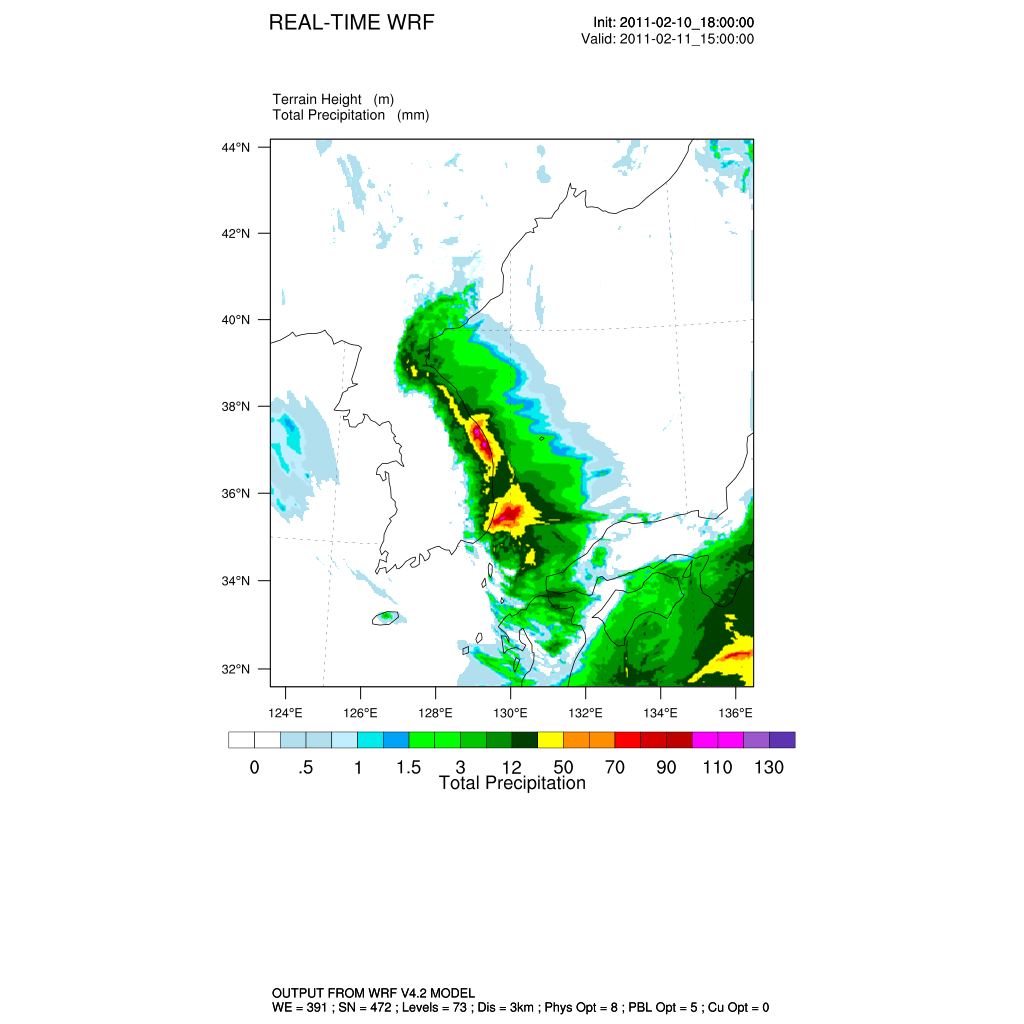 REAL-TIME WRF
Init: 2011-02-10_18:00:00
Valid: 2011-02-11_15:00:00
Terrain Height (m)
Total Precipitation (mm)
44°N
42°N
40°N
38°N
36°N
34°N
32°N
124°E 126°E 128°E 130°E 132°E 134°E 136°E
0 .5 1 1.5 3 12 50 70 90 110 130
Total Precipitation
OUTPUT FROM WRF V4.2 MODEL
WE = 391 ; SN = 472 ; Levels = 73 ; Dis = 3km ; Phys Opt = 8 ; PBL Opt = 5 ; Cu Opt = 0